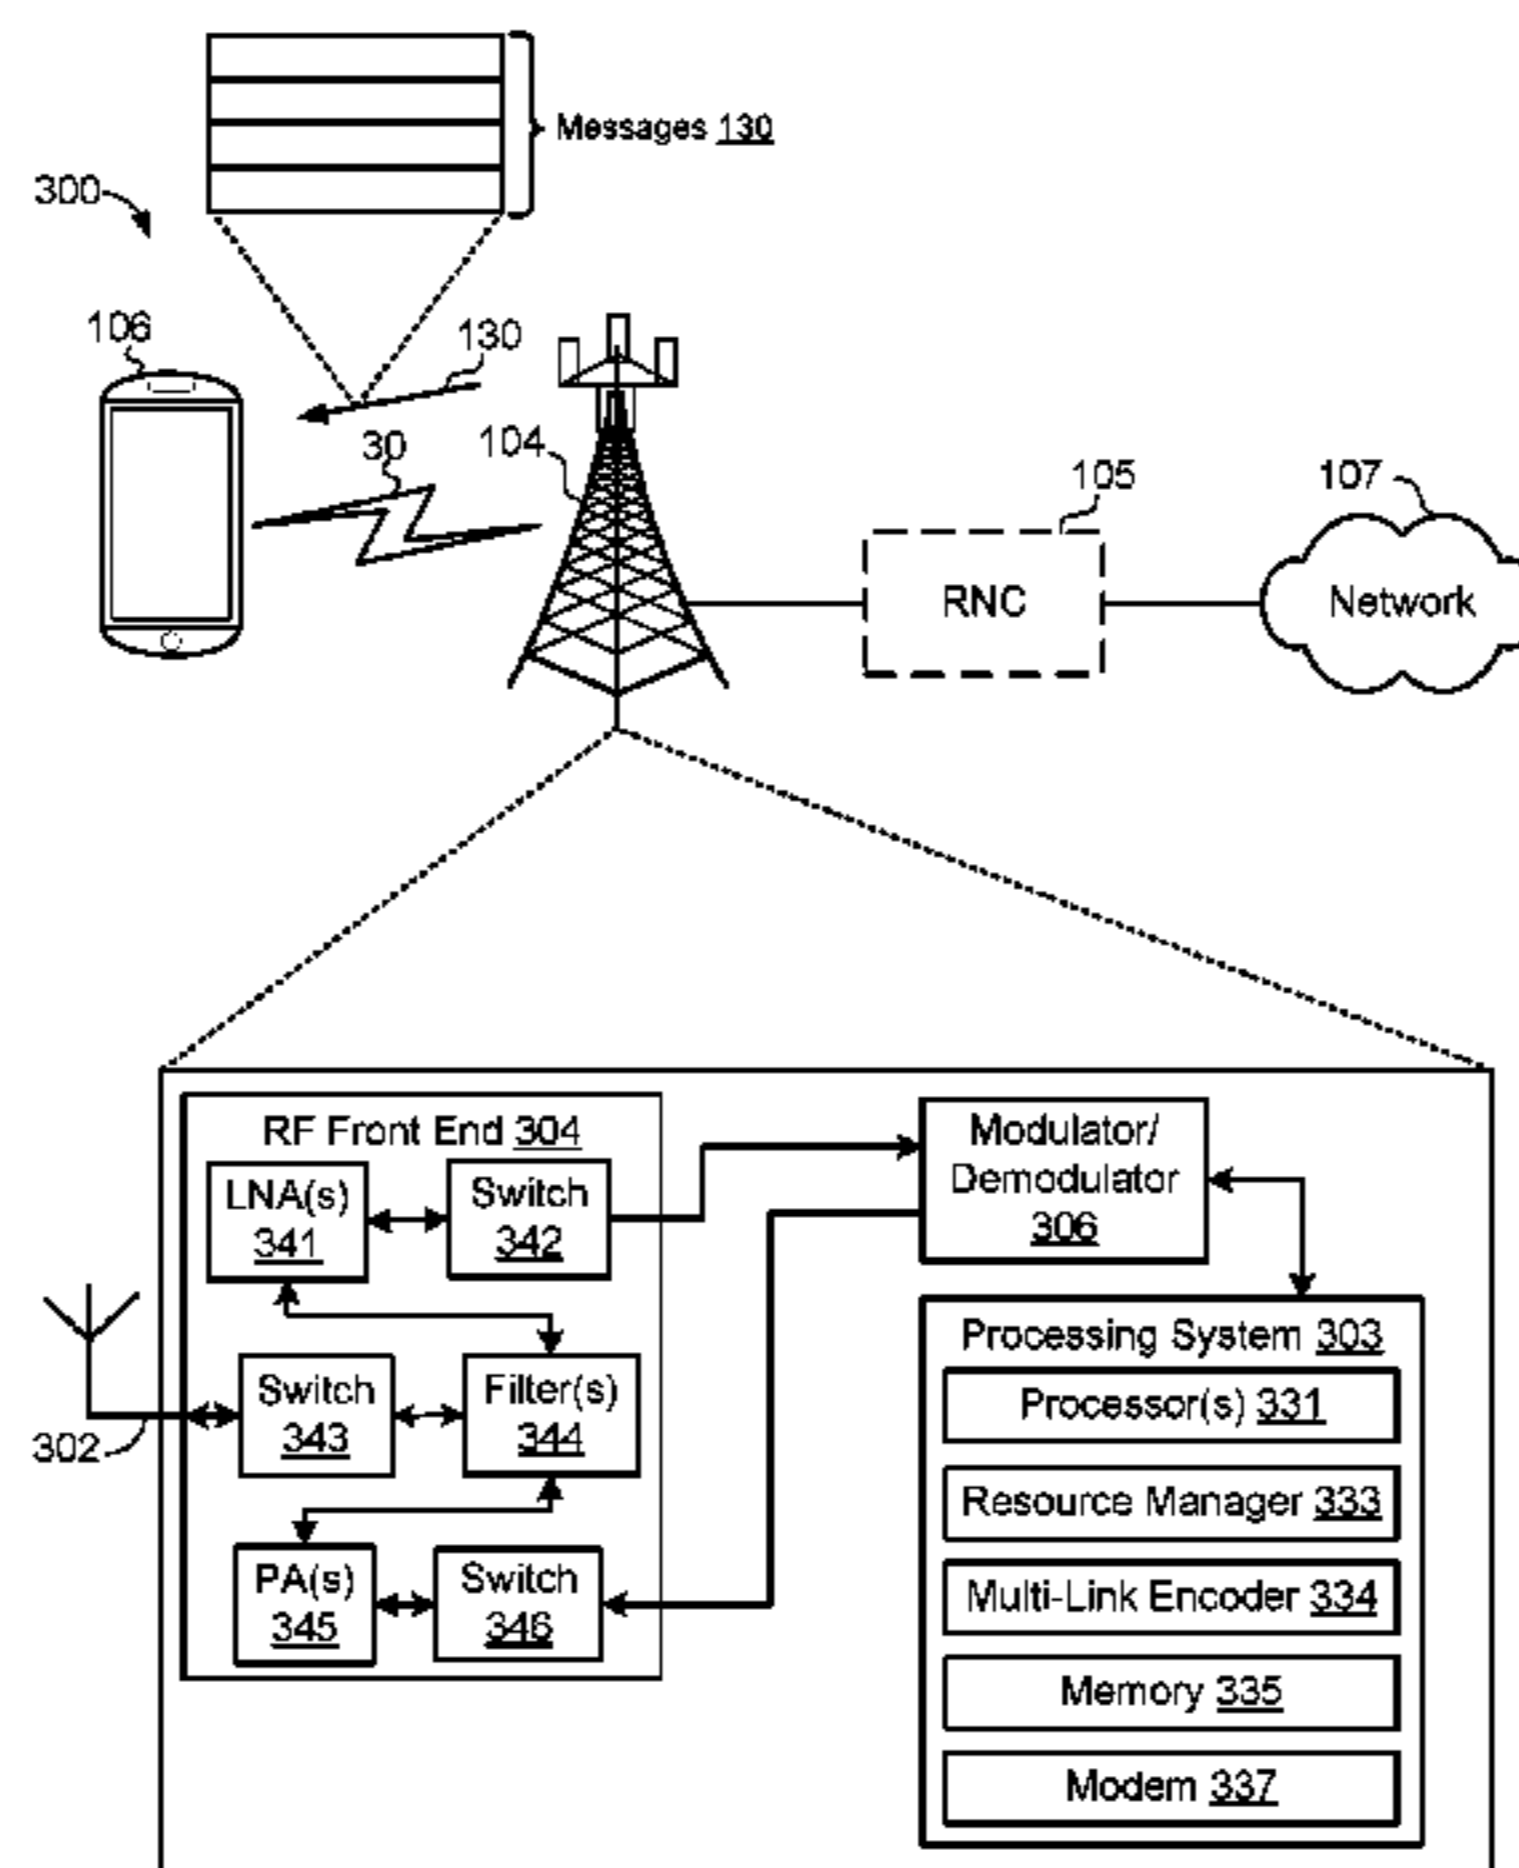 Messages 130
300
106
130
30
104
105
107
RNC
Network
RF Front End 304
LNA(s)
341
Switch
342
Modulator/
Demodulator
306
Switch
343
Filter(s)
344
302
PA(s)
345
Switch
346
Processing System 303
Processor(s) 331
Resource Manager 333
Multi-Link Encoder 334
Memory 335
Modem 337